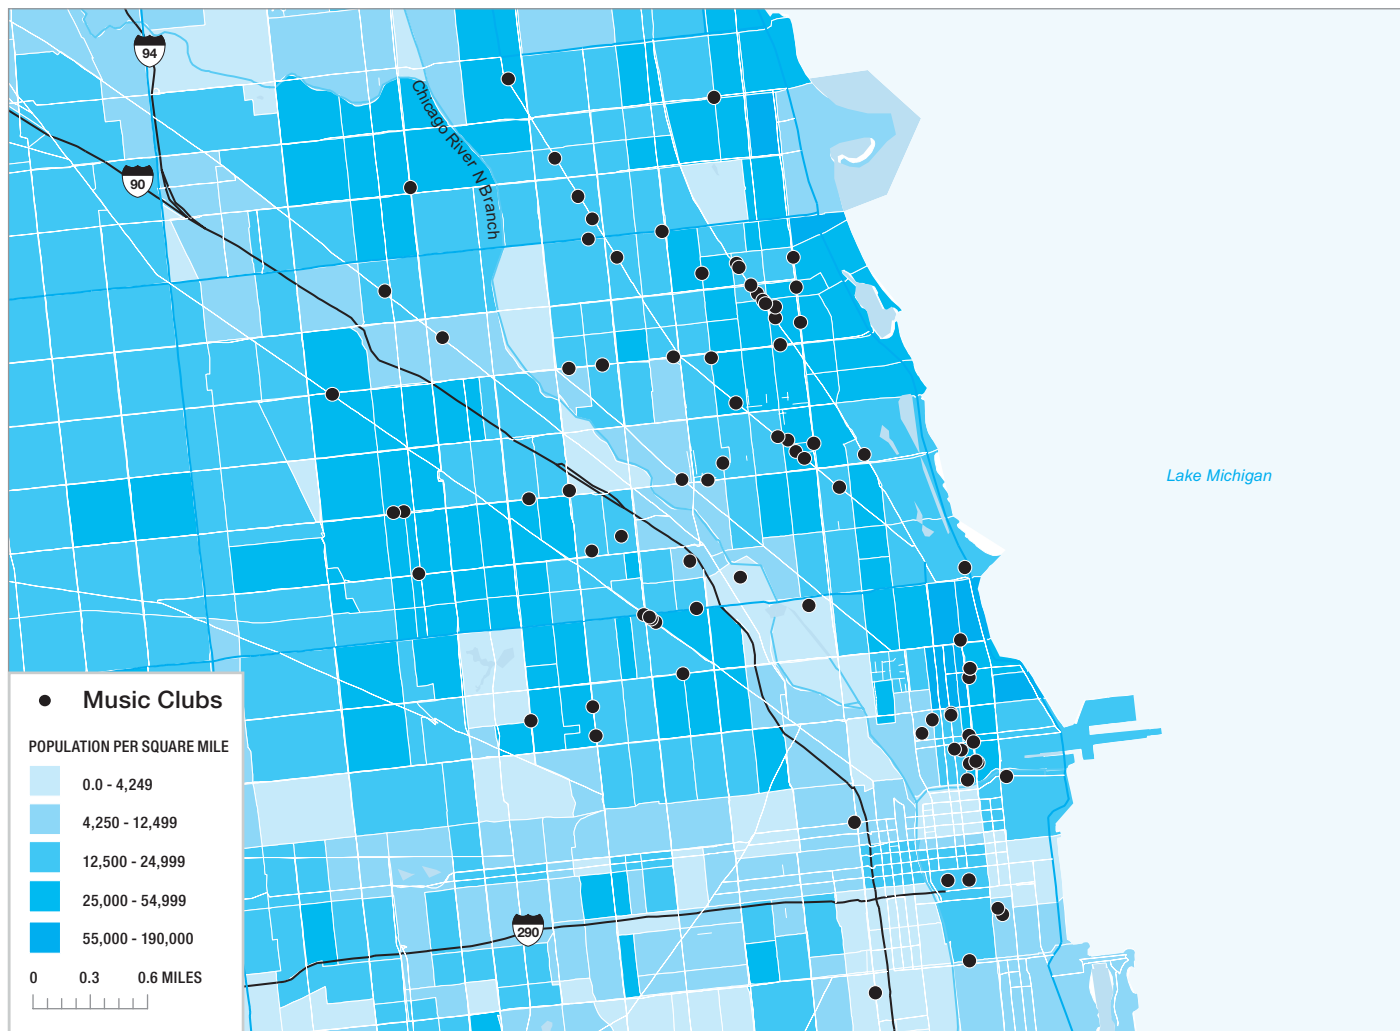 94
90
Chicago River N Branch
Lake Michigan
Music Clubs
POPULATION PER SQUARE MILE
0.0 - 4,249
4,250 - 12,499
12,500 - 24,999
25,000 - 54,999
55,000 - 190,000
0 0.3 0.6 MILES
290